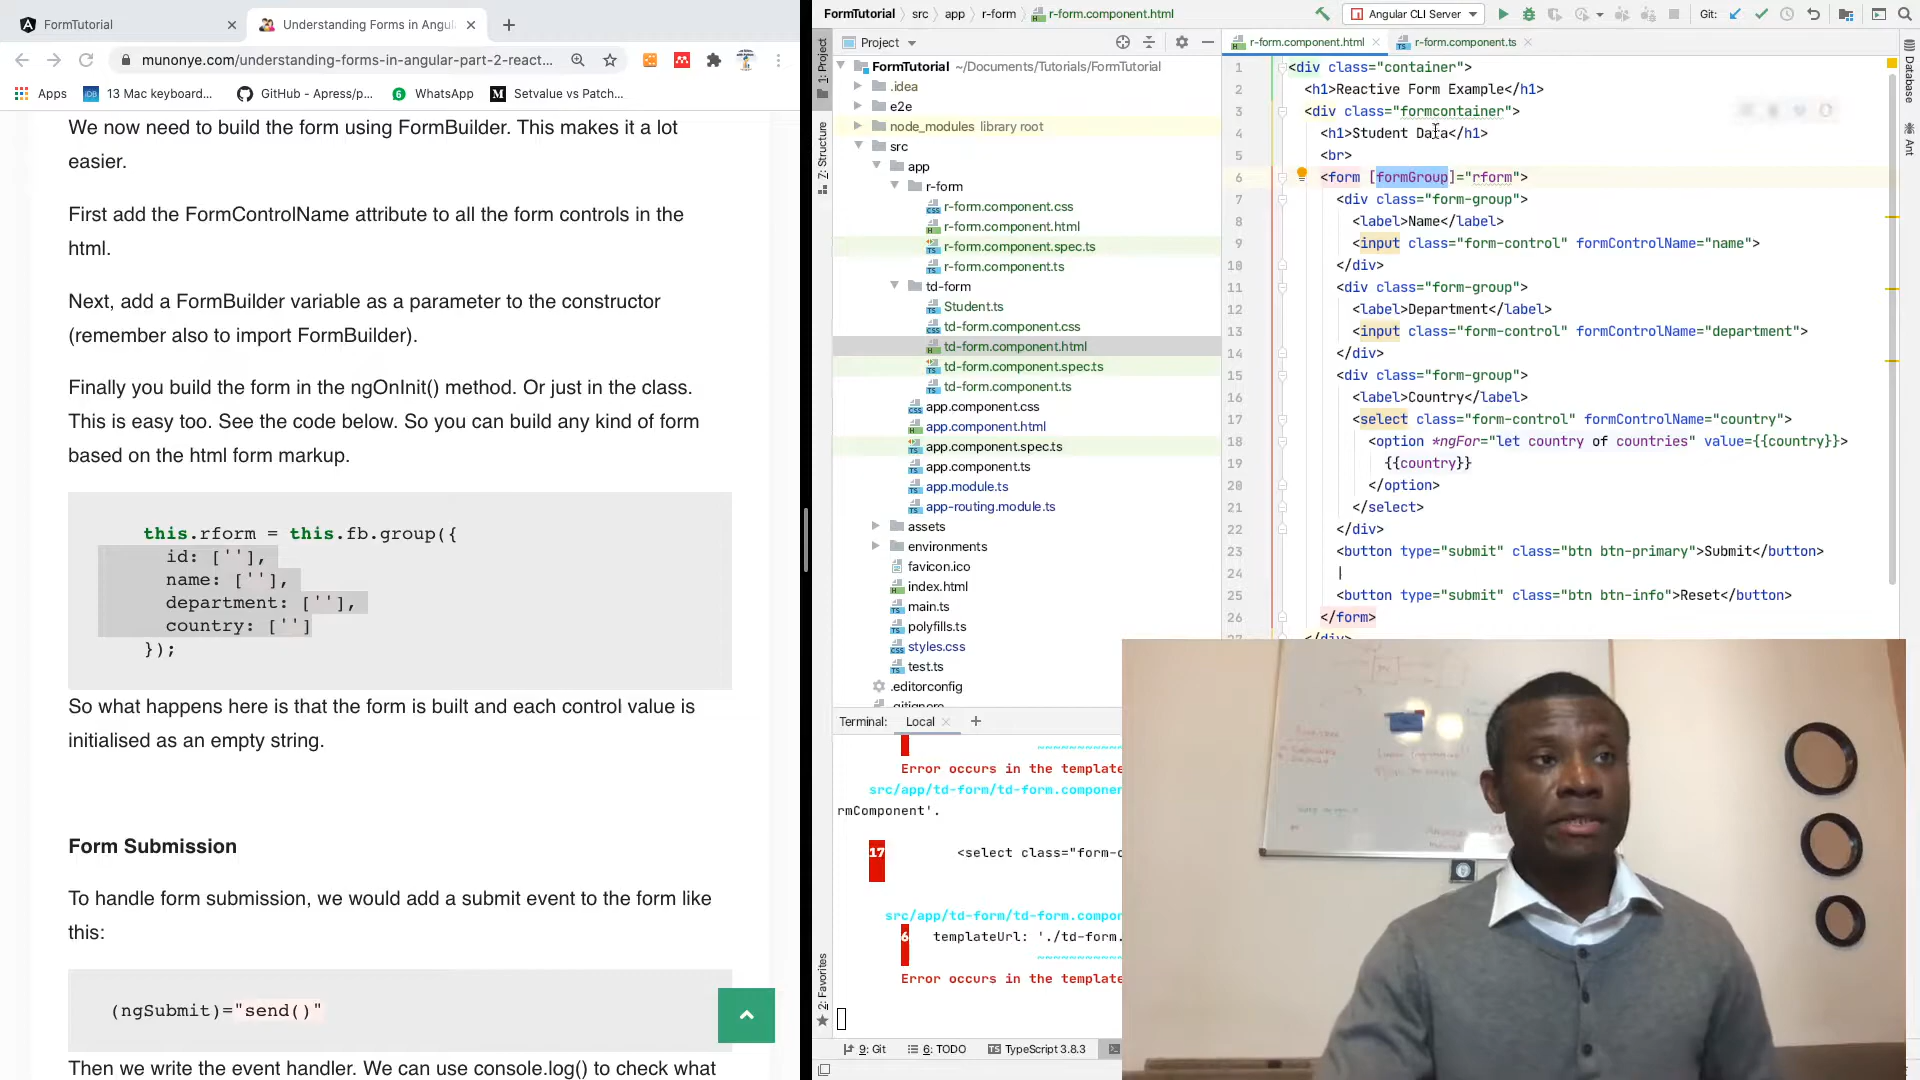 FormTutorial
Understanding Forms in Angular
munonye.com/understanding-forms-in-angular-part-2-react...
Apps
13 Mac keyboard...
GitHub - Apress/p...
WhatsApp
Setvalue vs Patch...
We now need to build the form using FormBuilder. This makes it a lot
easier.
First add the FormControlName attribute to all the form controls in the
html.
Next, add a FormBuilder variable as a parameter to the constructor
(remember also to import FormBuilder).
Finally you build the form in the ngOnInit() method. Or just in the class.
This is easy too. See the code below. So you can build any kind of form
based on the html form markup.
this.rform = this.fb.group({
id: [''],
name: [''],
department: [''],
country: ['']
});
So what happens here is that the form is built and each control value is
initialised as an empty string.
Form Submission
To handle form submission, we would add a submit event to the form like
this:
(ngSubmit)="send()"
Then we write the event handler. We can use console.log() to check what
FormTutorial > src > app > r-form > r-form.component.html
Angular CLI Server
Git:
1: Project
7: Structure
2: Favorites
Project
FormTutorial ~/Documents/Tutorials/FormTutorial
.idea
e2e
node_modules library root
src
app
r-form
r-form.component.css
r-form.component.html
r-form.component.spec.ts
r-form.component.ts
td-form
Student.ts
td-form.component.css
td-form.component.html
td-form.component.spec.ts
td-form.component.ts
app.component.css
app.component.html
app.component.spec.ts
app.component.ts
app.module.ts
app-routing.module.ts
assets
environments
favicon.ico
index.html
main.ts
polyfills.ts
styles.css
test.ts
.editorconfig
.gitignore
r-form.component.html
r-form.component.ts
1 <div class="container">
2 <h1>Reactive Form Example</h1>
3 <div class="formcontainer">
4 <h1>Student Data</h1>
5 <br>
6 <form [formGroup]="rform">
7 <div class="form-group">
8 <label>Name</label>
9 <input class="form-control" formControlName="name">
10 </div>
11 <div class="form-group">
12 <label>Department</label>
13 <input class="form-control" formControlName="department">
14 </div>
15 <div class="form-group">
16 <label>Country</label>
17 <select class="form-control" formControlName="country">
18 <option *ngFor="let country of countries" value={{country}}>
19 {{country}}
20 </option>
21 </select>
22 </div>
23 <button type="submit" class="btn btn-primary">Submit</button>
24 |
25 <button type="submit" class="btn btn-info">Reset</button>
26 </form>
27 </div>
Database
Ant
Terminal: Local
Error occurs in the template
src/app/td-form/td-form.component
rmComponent'.
17 <select class="form-c
src/app/td-form/td-form.compon
6 templateUrl: './td-form.
Error occurs in the template
9: Git
6: TODO
TypeScript 3.8.3